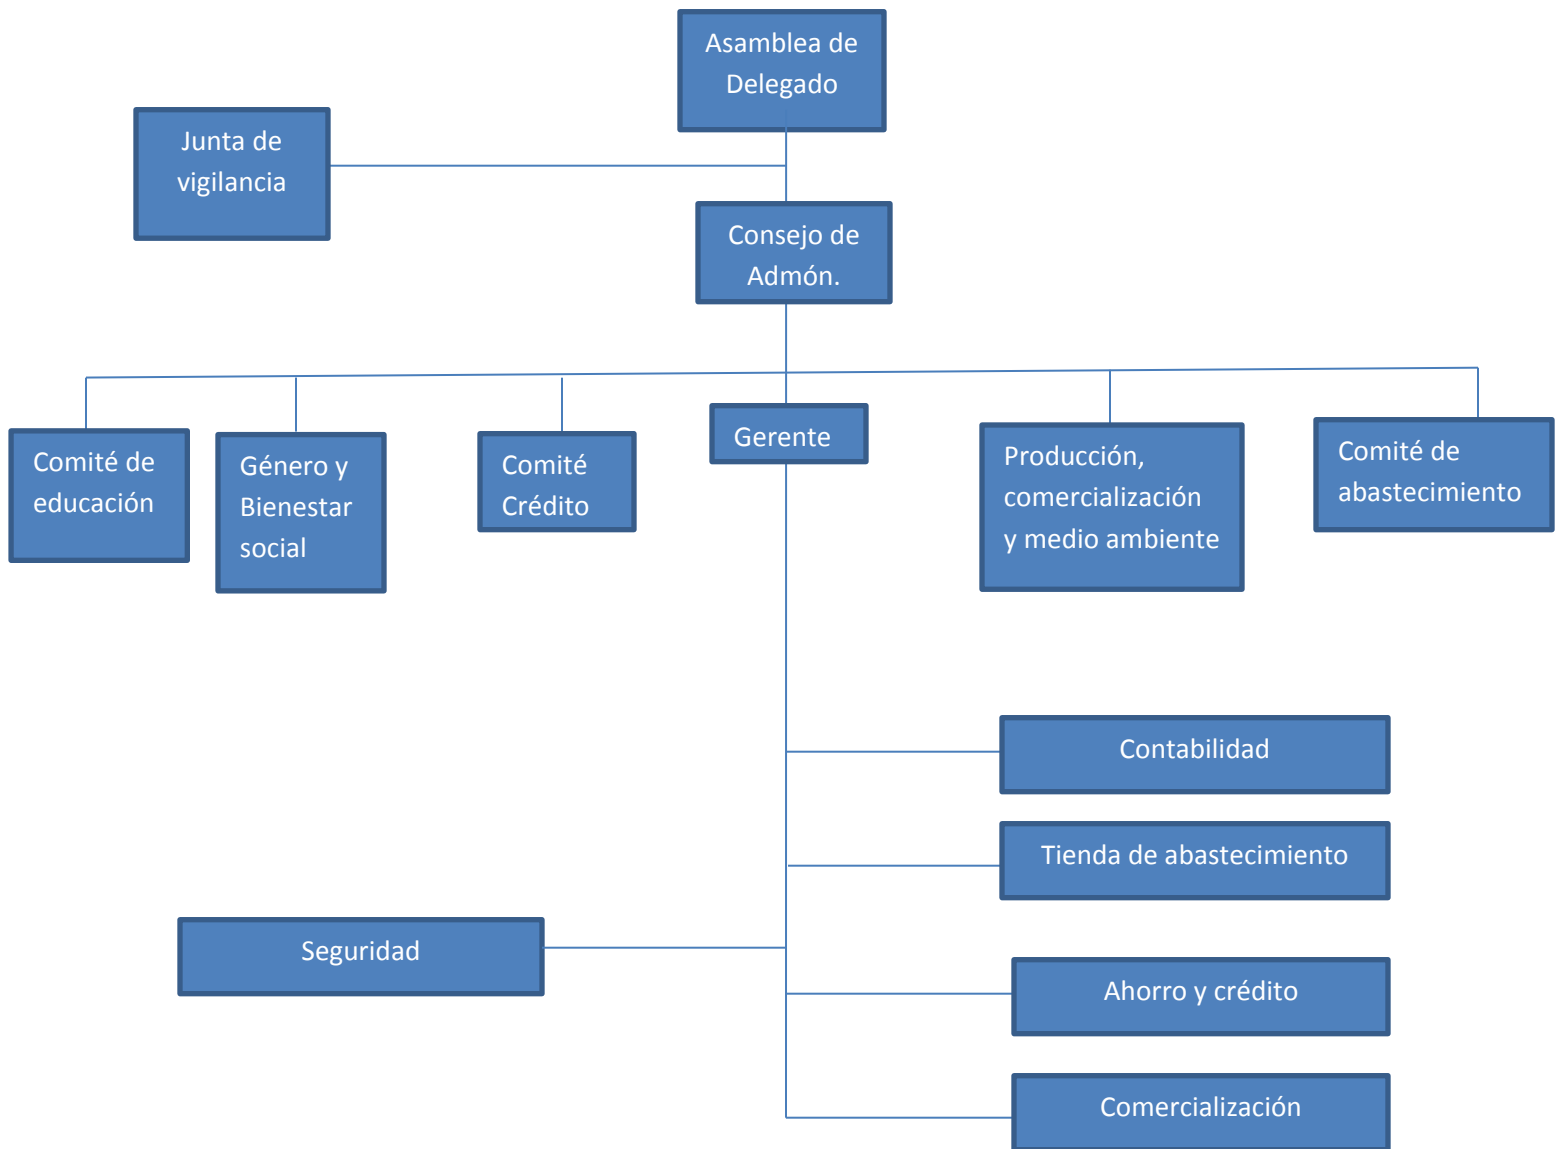 Asamblea de
Delegado
Junta de
vigilancia
Consejo de
Admón.
Comité de
educación
Género y
Bienestar
social
Comité
Crédito
Gerente
Producción,
comercialización
y medio ambiente
Comité de
abastecimiento
Contabilidad
Tienda de abastecimiento
Seguridad
Ahorro y crédito
Comercialización